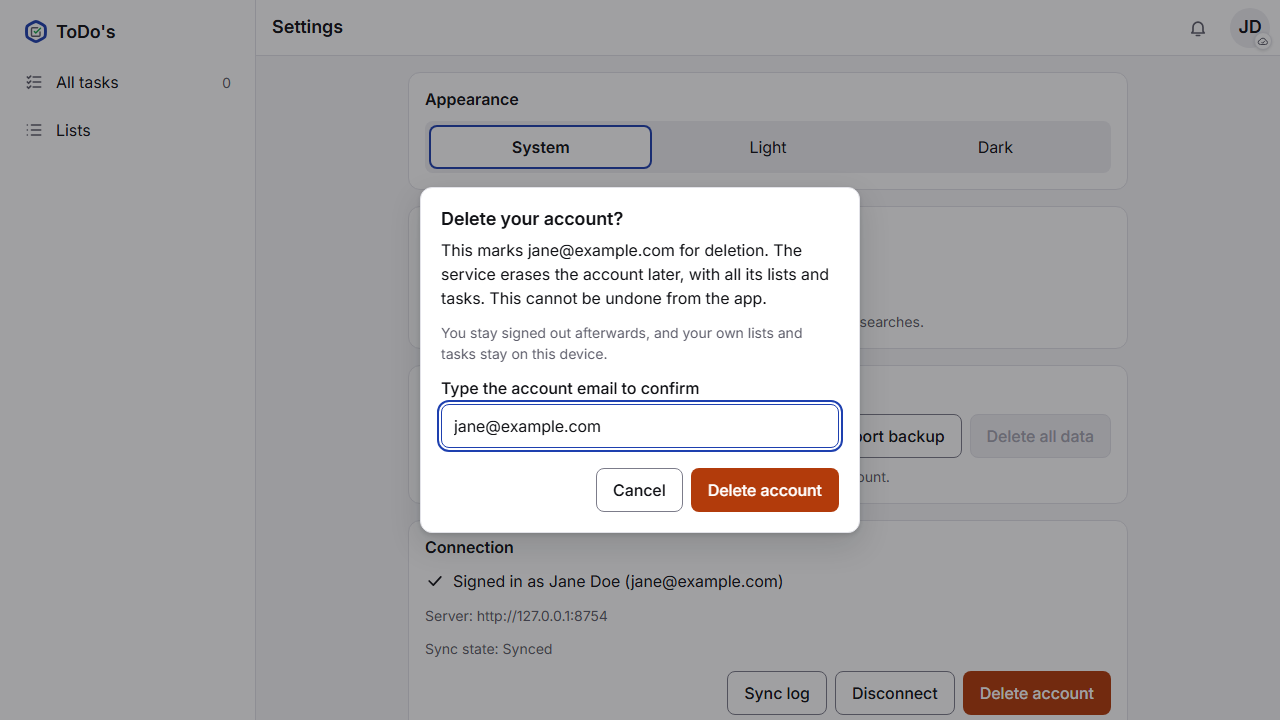 ToDo's
All tasks 0
Lists
Settings
JD
Appearance
System Light Dark
Delete your account?
This marks jane@example.com for deletion. The
service erases the account later, with all its lists and
tasks. This cannot be undone from the app.
You stay signed out afterwards, and your own lists and
tasks stay on this device.
Type the account email to confirm
jane@example.com
Cancel Delete account
searches.
backup Delete all data
Connection
Signed in as Jane Doe (jane@example.com)
Server: http://127.0.0.1:8754
Sync state: Synced
Sync log Disconnect Delete account